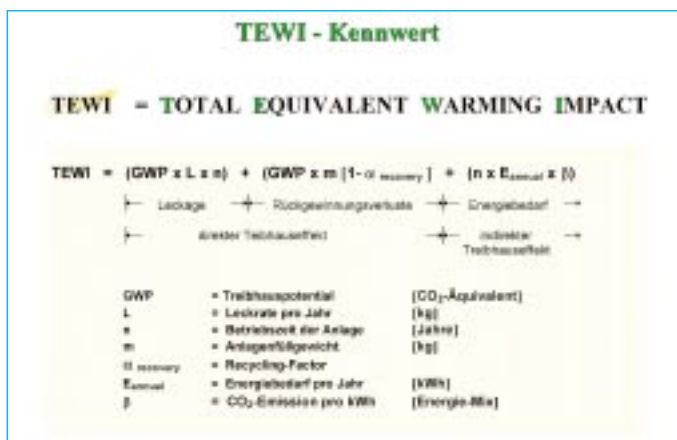 TEWI - Kennwert
TEWI = TOTAL EQUIVALENT WARMING IMPACT
TEWI = (GWP x L x n) + (GWP x m [1-α recovery] + (n x E annual x β)
Leckage Rückgewinnungsverluste Energiebedarf
direkter Treibhauseffekt indirekter
Treibhauseffekt
GWP = Treibhauspotential [CO₂-Äquivalent]
L = Leckrate pro Jahr [kg]
n = Betriebszeit der Anlage [Jahre]
m = Anlagenfüllgewicht [kg]
α recovery = Recycling-Factor
E annual = Energiebedarf pro Jahr [kWh]
β = CO₂-Emission pro kWh [Energie-Mix]